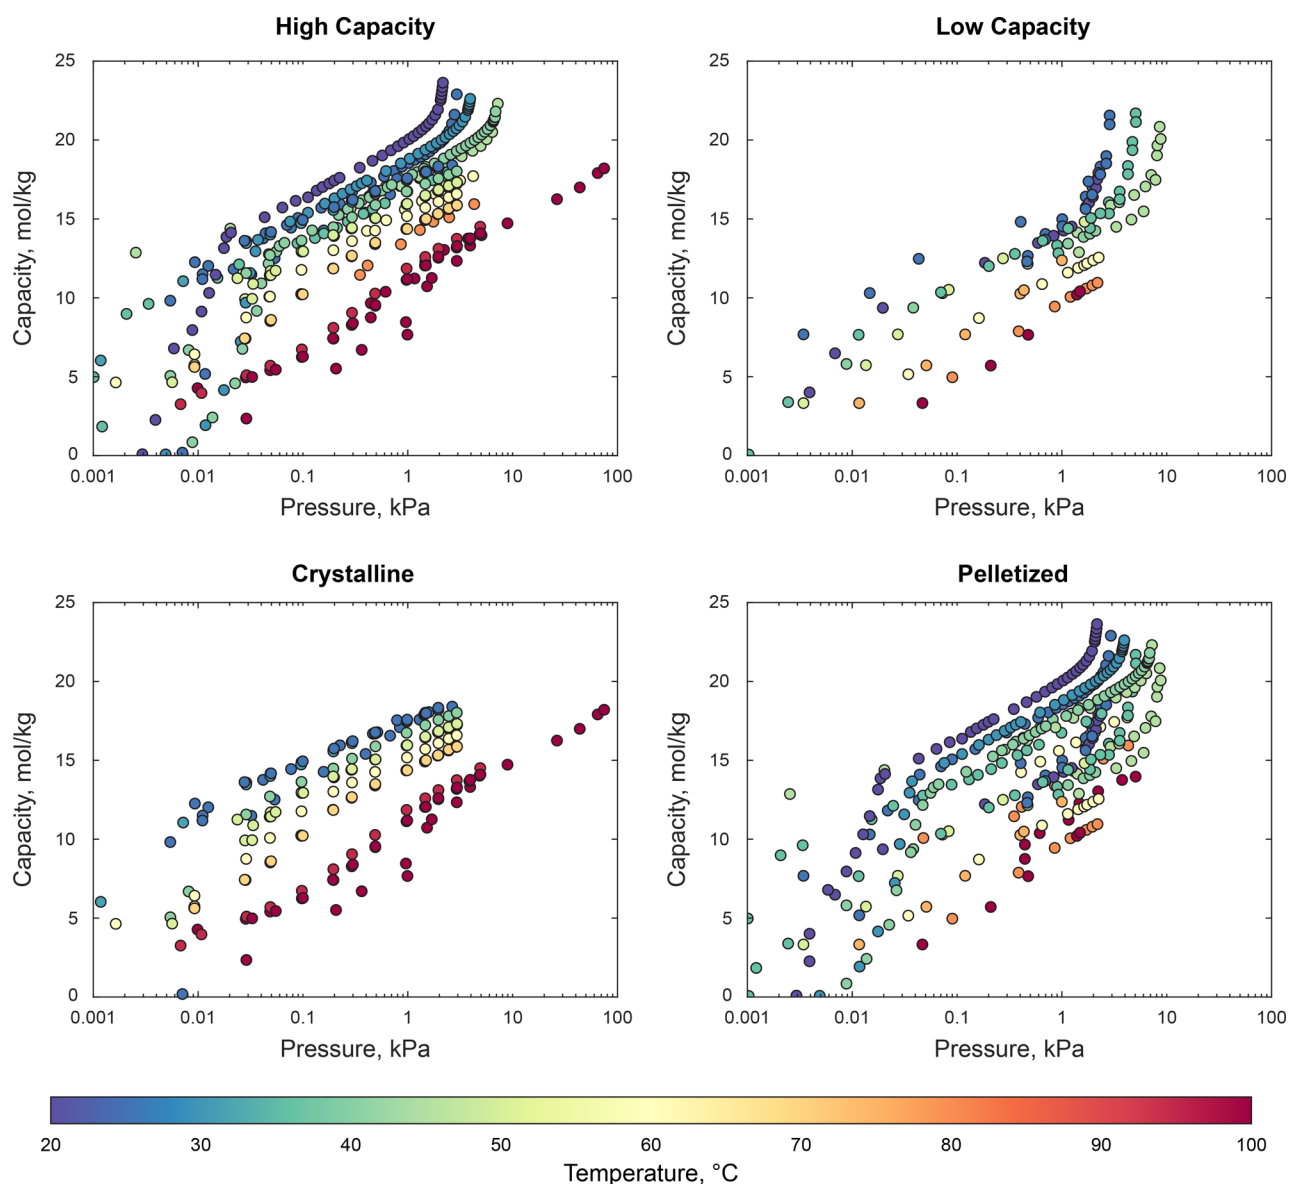 High Capacity
Low Capacity
25
20
15
10
5
0
Capacity, mol/kg
0.001 0.01 0.1 1 10 100
Pressure, kPa
25
20
15
10
5
0
Capacity, mol/kg
0.001 0.01 0.1 1 10 100
Pressure, kPa
Crystalline
Pelletized
25
20
15
10
5
0
Capacity, mol/kg
0.001 0.01 0.1 1 10 100
Pressure, kPa
25
20
15
10
5
0
Capacity, mol/kg
0.001 0.01 0.1 1 10 100
Pressure, kPa
20 30 40 50 60 70 80 90 100
Temperature, °C